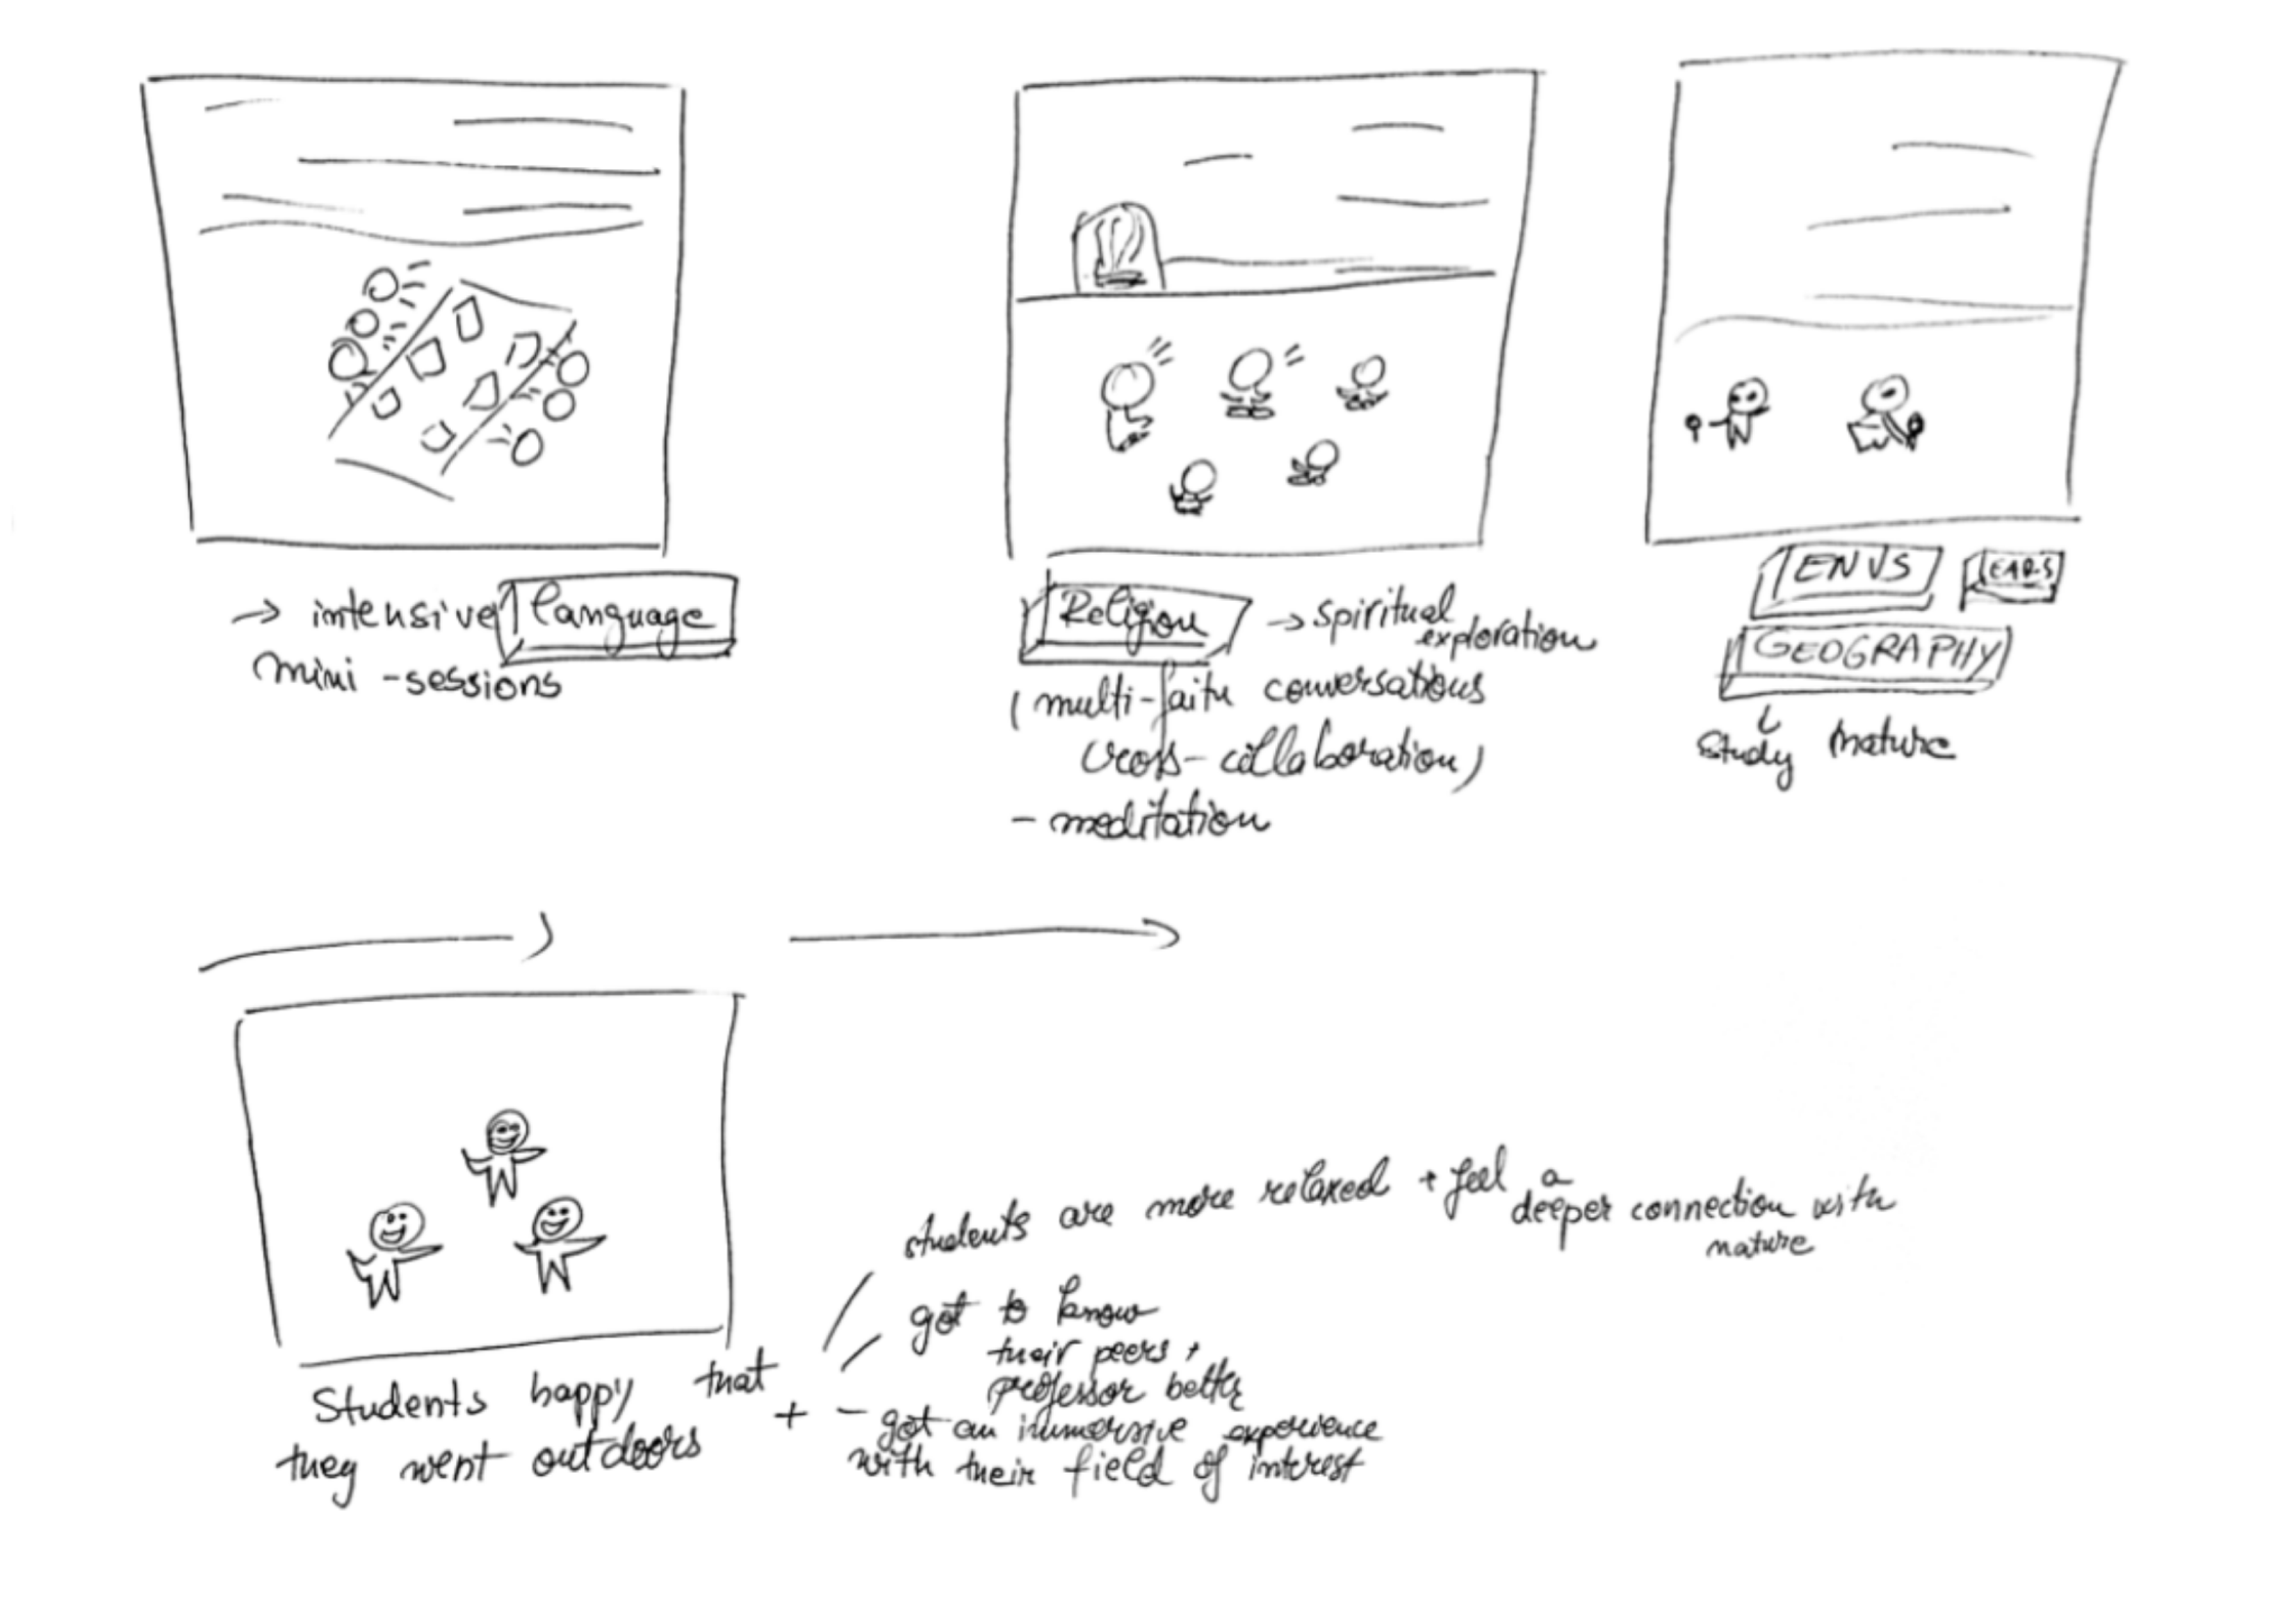 → intensive language
mini-sessions
Religion → spiritual
exploration
( multi-faith conversations
cross-collaboration)
- meditation
ENVS EARS
GEOGRAPHY
study nature
students are more relaxed + feel a
deeper connection with
nature
got to know
their peers +
professor better
Students happy that
they went outdoors +
- got an immersive experience
with their field of interest